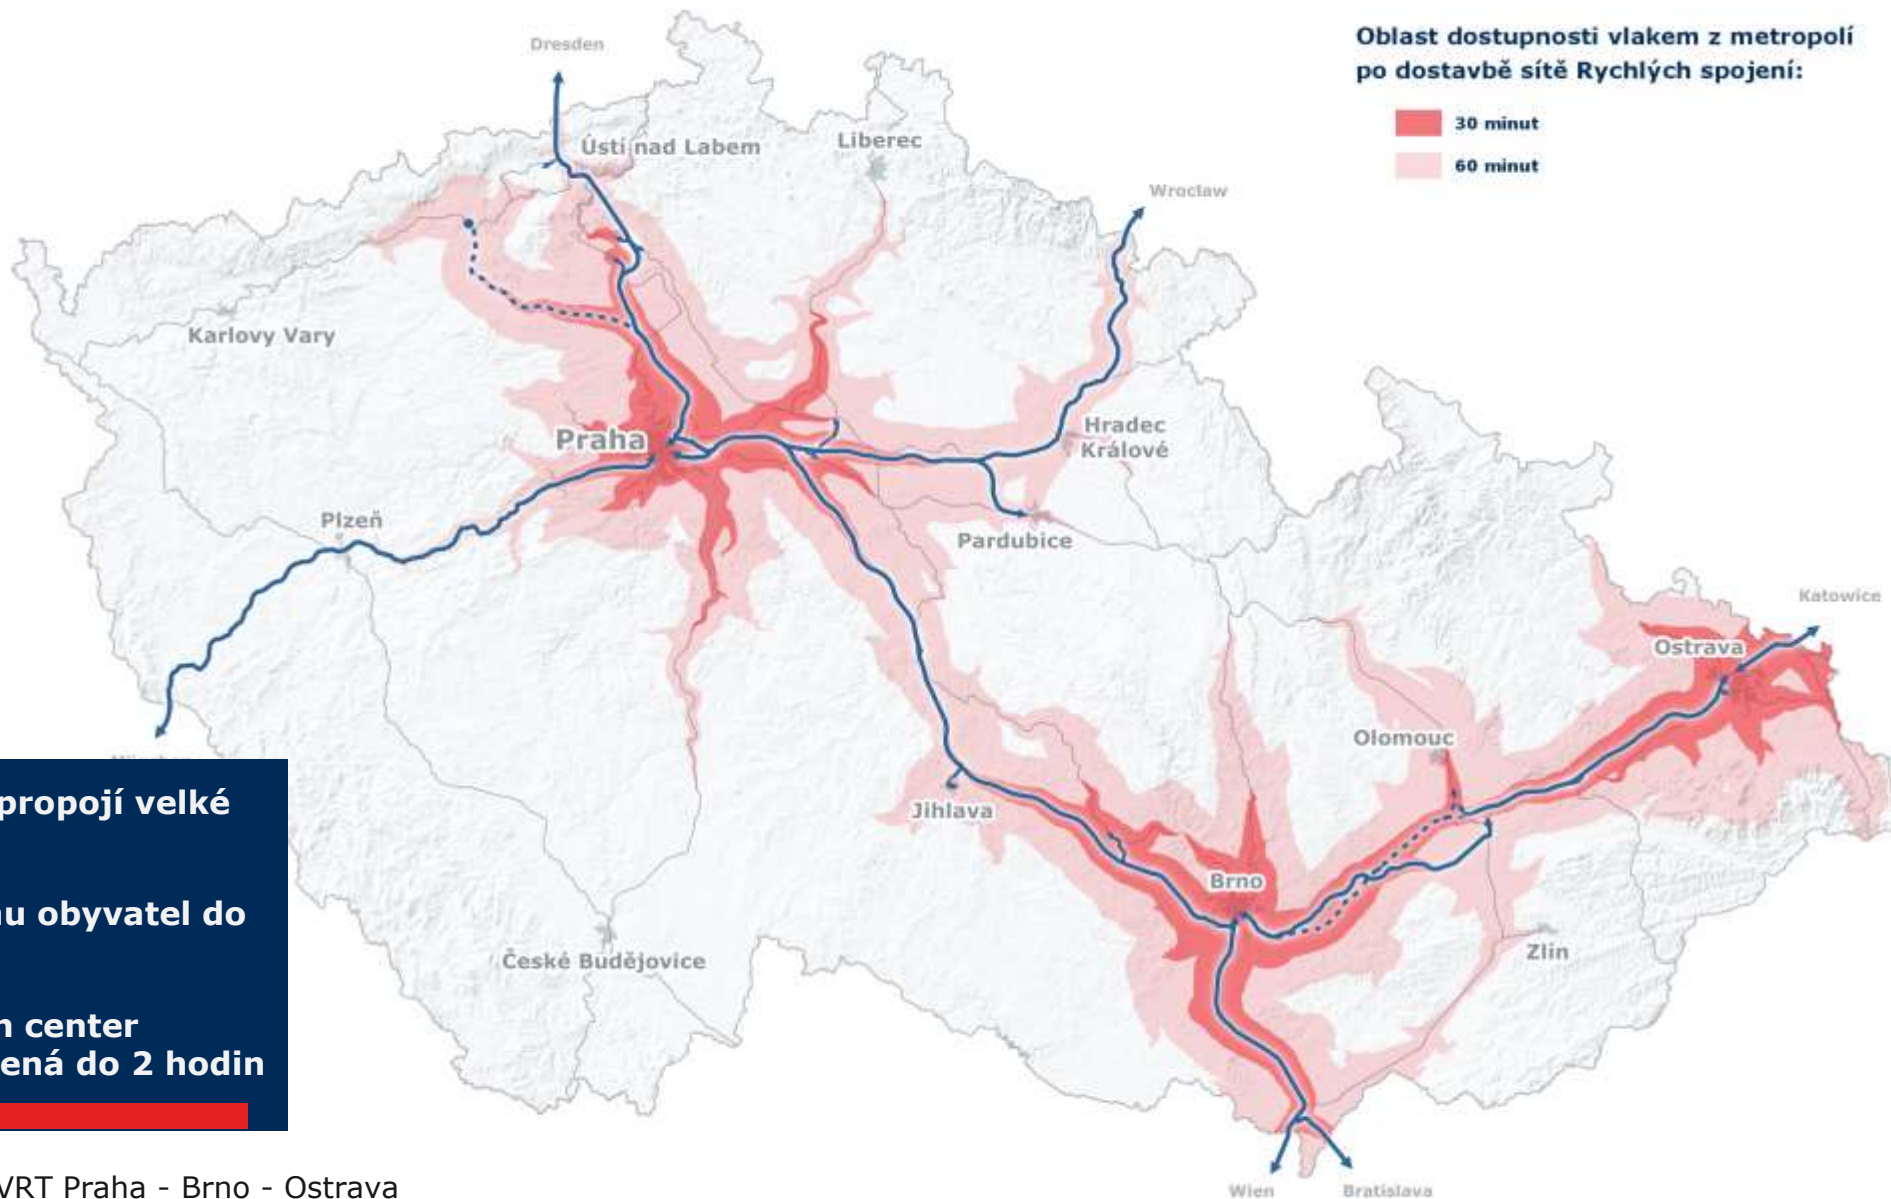 Oblast dostupnosti vlakem z metropolí
po dostavbě sítě Rychlých spojení:
30 minut
60 minut
Dresden
Ústí nad Labem
Liberec
Wroclaw
Karlovy Vary
Praha
Hradec
Králové
Plzeň
Pardubice
Katowice
Ostrava
Olomouc
Jihlava
Brno
Zlín
České Budějovice
Wien
Bratislava
propojí velké
obyvatel do
center
do 2 hodin
VRT Praha - Brno - Ostrava